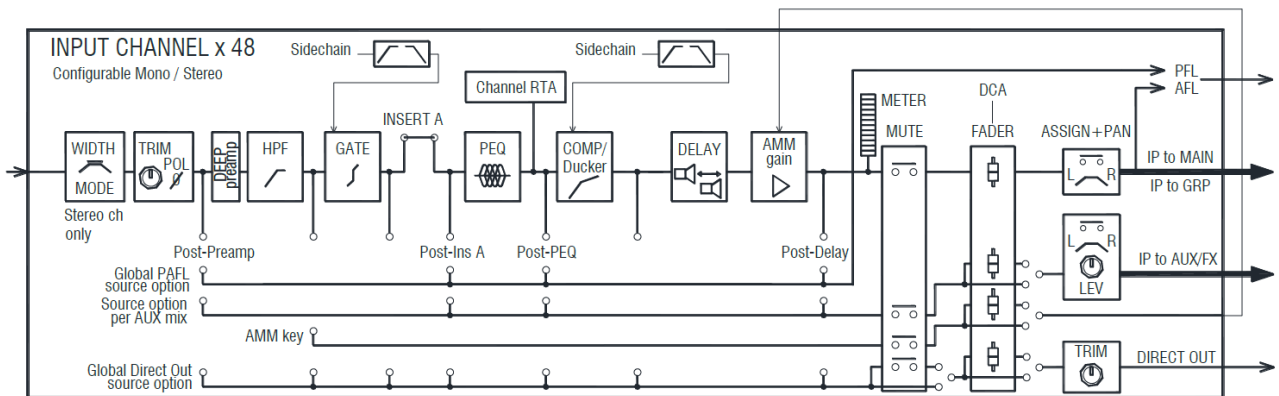 INPUT CHANNEL x 48
Configurable Mono / Stereo
Sidechain
Sidechain
Channel RTA
INSERT A
METER
DCA
PFL
AFL
WIDTH
MODE
Stereo ch
only
TRIM
POL
Ø
DEEP
preamp
HPF
GATE
PEQ
COMP/
Ducker
DELAY
AMM
gain
MUTE
FADER
ASSIGN+PAN
L R
IP to MAIN
IP to GRP
Post-Preamp
Post-Ins A
Post-PEQ
Post-Delay
L R
LEV
IP to AUX/FX
Global PAFL
source option
Source option
per AUX mix
AMM key
Global Direct Out
source option
TRIM
DIRECT OUT